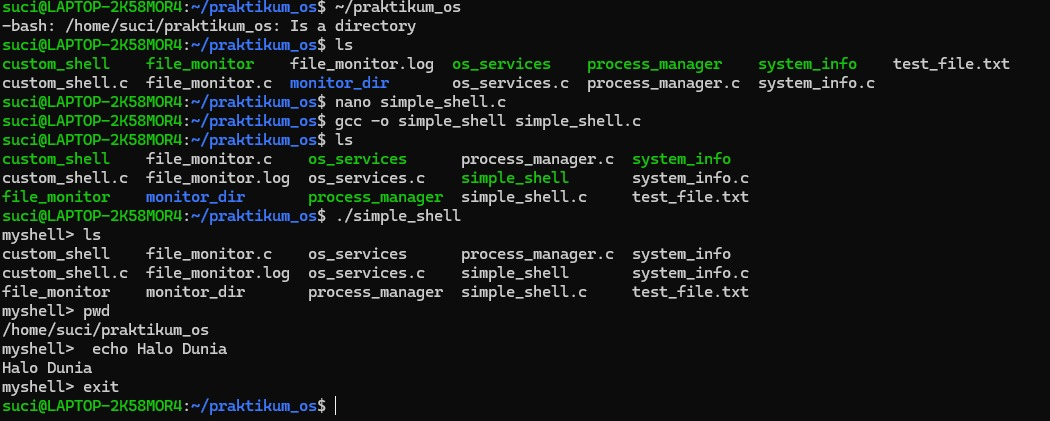 suci@LAPTOP-2K58MOR4:~/praktikum_os$ ~/praktikum_os
-bash: /home/suci/praktikum_os: Is a directory
suci@LAPTOP-2K58MOR4:~/praktikum_os$ ls
custom_shell    file_monitor    file_monitor.log  os_services    process_manager    system_info    test_file.txt
custom_shell.c  file_monitor.c  monitor_dir       os_services.c  process_manager.c  system_info.c
suci@LAPTOP-2K58MOR4:~/praktikum_os$ nano simple_shell.c
suci@LAPTOP-2K58MOR4:~/praktikum_os$ gcc -o simple_shell simple_shell.c
suci@LAPTOP-2K58MOR4:~/praktikum_os$ ls
custom_shell    file_monitor.c    os_services      process_manager.c  system_info
custom_shell.c  file_monitor.log  os_services.c    simple_shell       system_info.c
file_monitor    monitor_dir       process_manager  simple_shell.c     test_file.txt
suci@LAPTOP-2K58MOR4:~/praktikum_os$ ./simple_shell
myshell> ls
custom_shell    file_monitor.c    os_services      process_manager.c  system_info
custom_shell.c  file_monitor.log  os_services.c    simple_shell       system_info.c
file_monitor    monitor_dir       process_manager  simple_shell.c     test_file.txt
myshell> pwd
/home/suci/praktikum_os
myshell>  echo Halo Dunia
Halo Dunia
myshell> exit
suci@LAPTOP-2K58MOR4:~/praktikum_os$